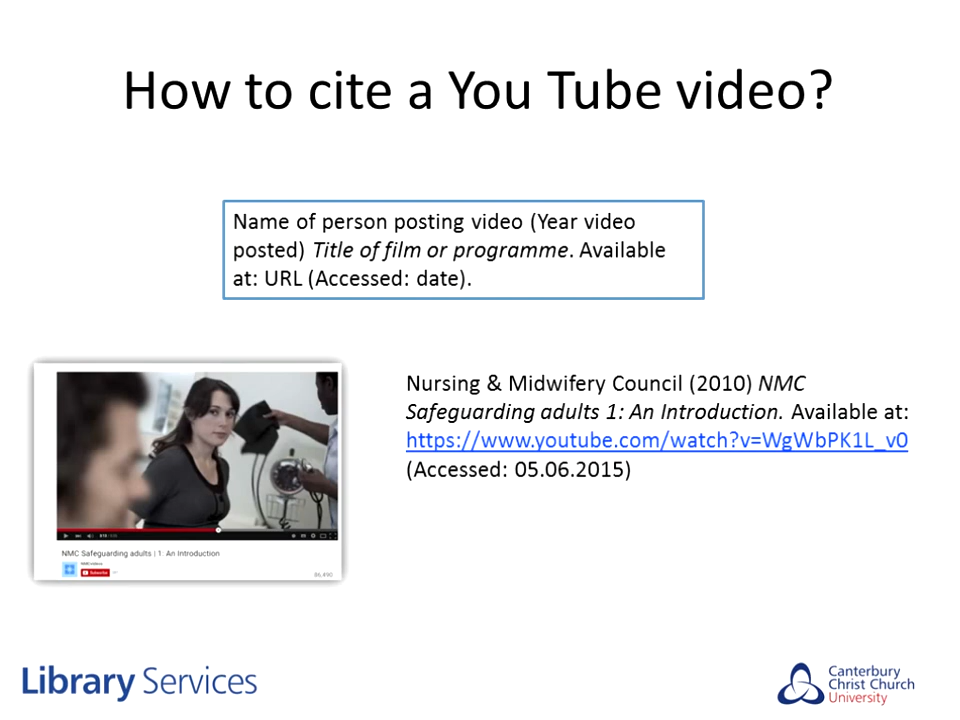 How to cite a You Tube video?
Name of person posting video (Year video
posted) Title of film or programme. Available
at: URL (Accessed: date).
Nursing & Midwifery Council (2010) NMC
Safeguarding adults 1: An Introduction. Available at:
https://www.youtube.com/watch?v=WgWbPK1L_v0
(Accessed: 05.06.2015)
NMC Safeguarding adults | 1: An Introduction
NMC videos
Subscribe
86,490
Library Services
Canterbury
Christ Church
University